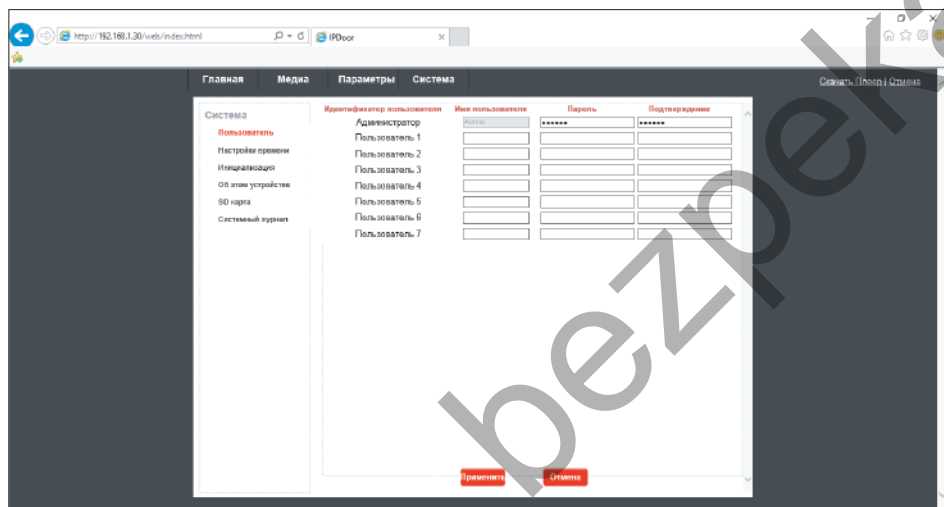 http://192.168.1.30/web/index.html
IPDoor
Главная Медиа Параметры Система
Скачать Плеер | Отмена
Система
Пользователь
Настройки времени
Инициализация
Об этом устройстве
SD карта
Системный журнал
Идентификатор пользователя Имя пользователя Пароль Подтверждение
Администратор Admin •••••• ••••••
Пользователь 1
Пользователь 2
Пользователь 3
Пользователь 4
Пользователь 5
Пользователь 6
Пользователь 7
Применить Отмена
bezpeka